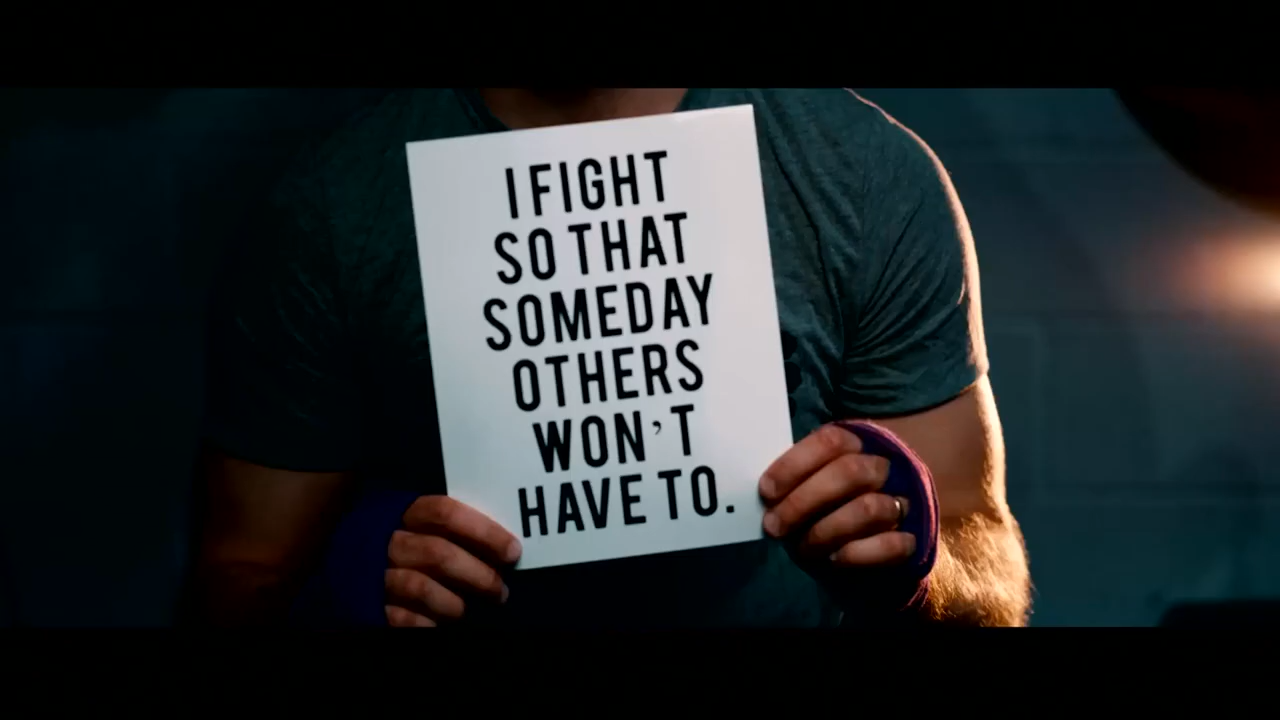 I FIGHT
SO THAT
SOMEDAY
OTHERS
WON'T
HAVE TO.